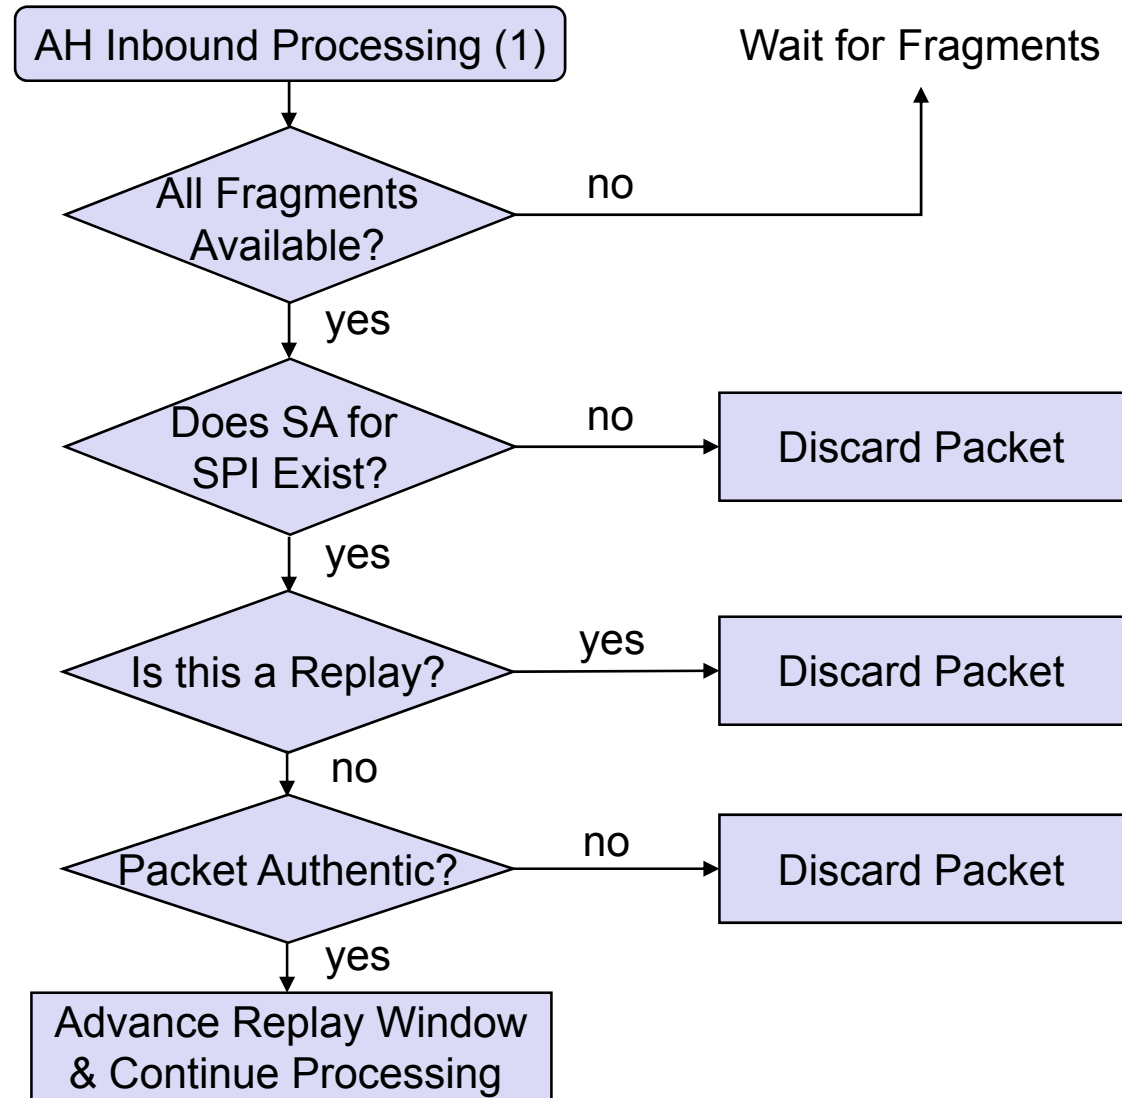 AH Inbound Processing (1)
Wait for Fragments
All Fragments
Available?
no
yes
Does SA for
SPI Exist?
no
Discard Packet
yes
Is this a Replay?
yes
Discard Packet
no
Packet Authentic?
no
Discard Packet
yes
Advance Replay Window
& Continue Processing